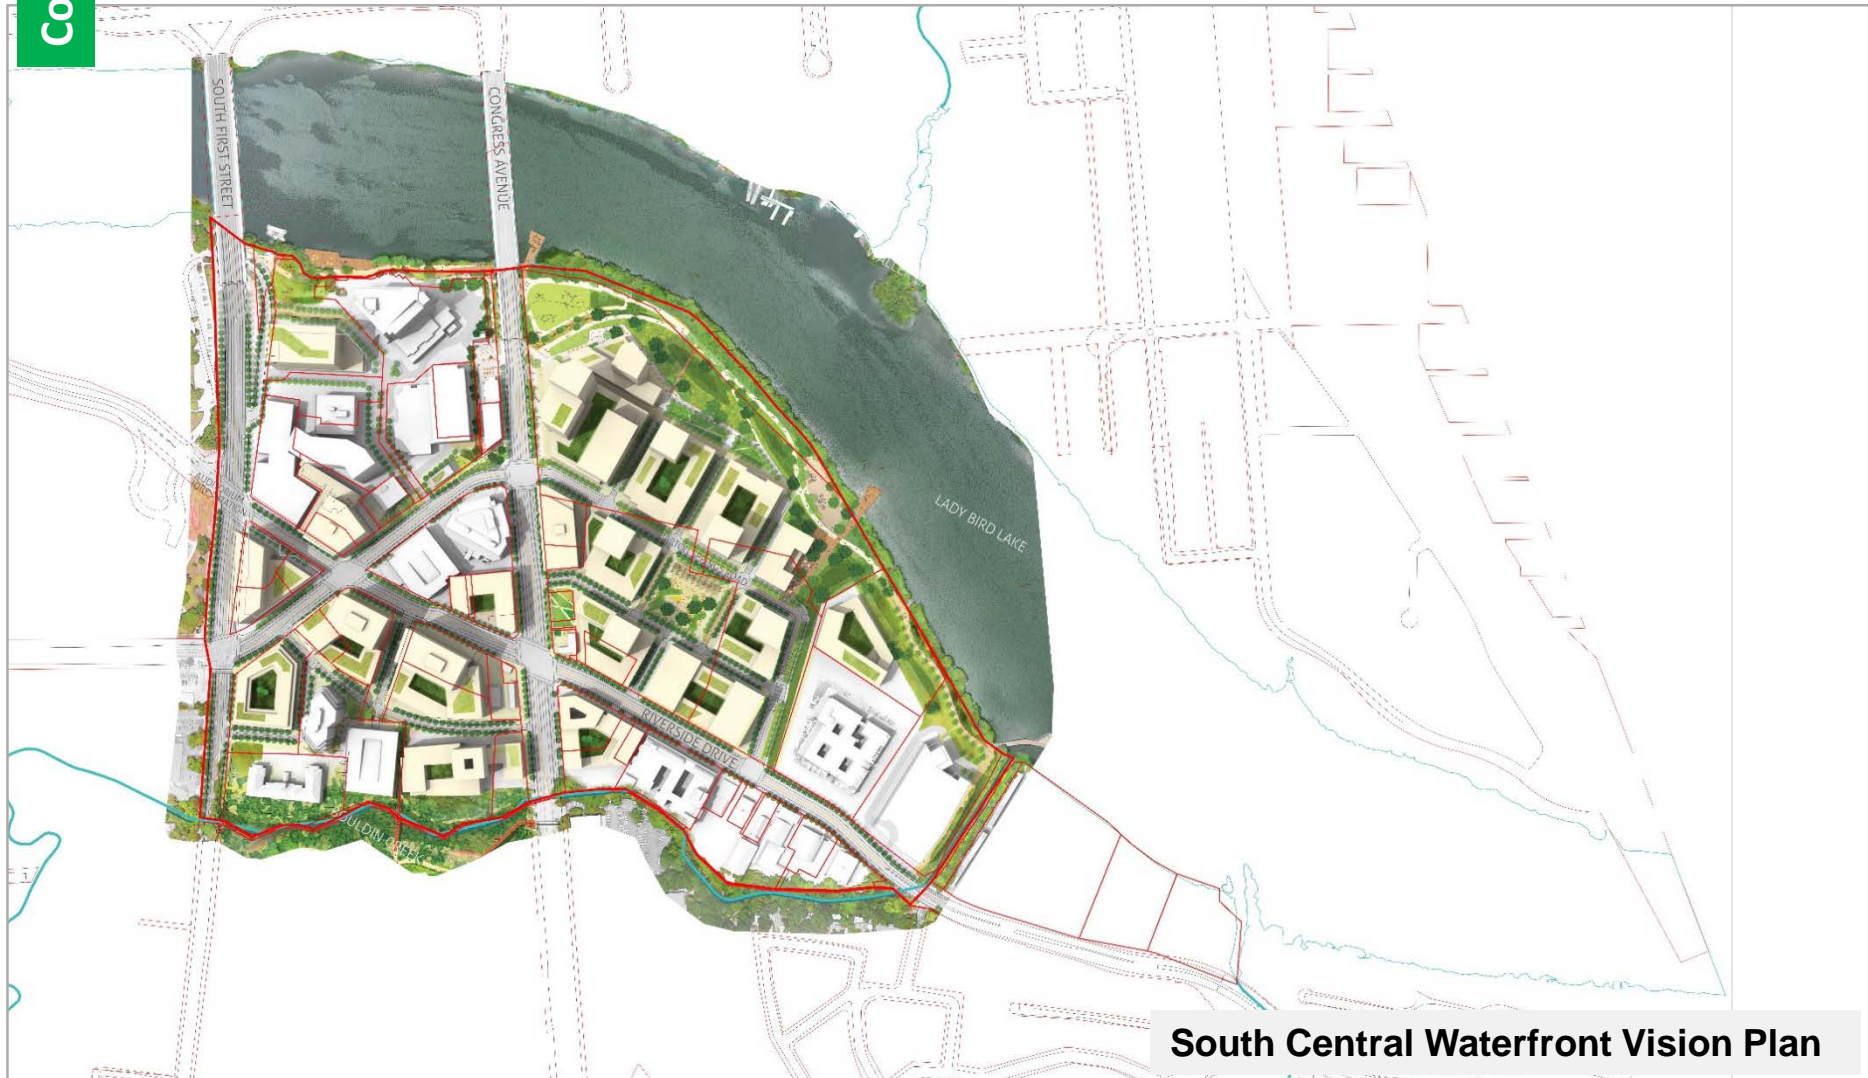 Co
SOUTH FIRST STREET
CONGRESS AVENUE
LADY BIRD LAKE
RIVERSIDE DRIVE
BOULDIN CREEK
South Central Waterfront Vision Plan